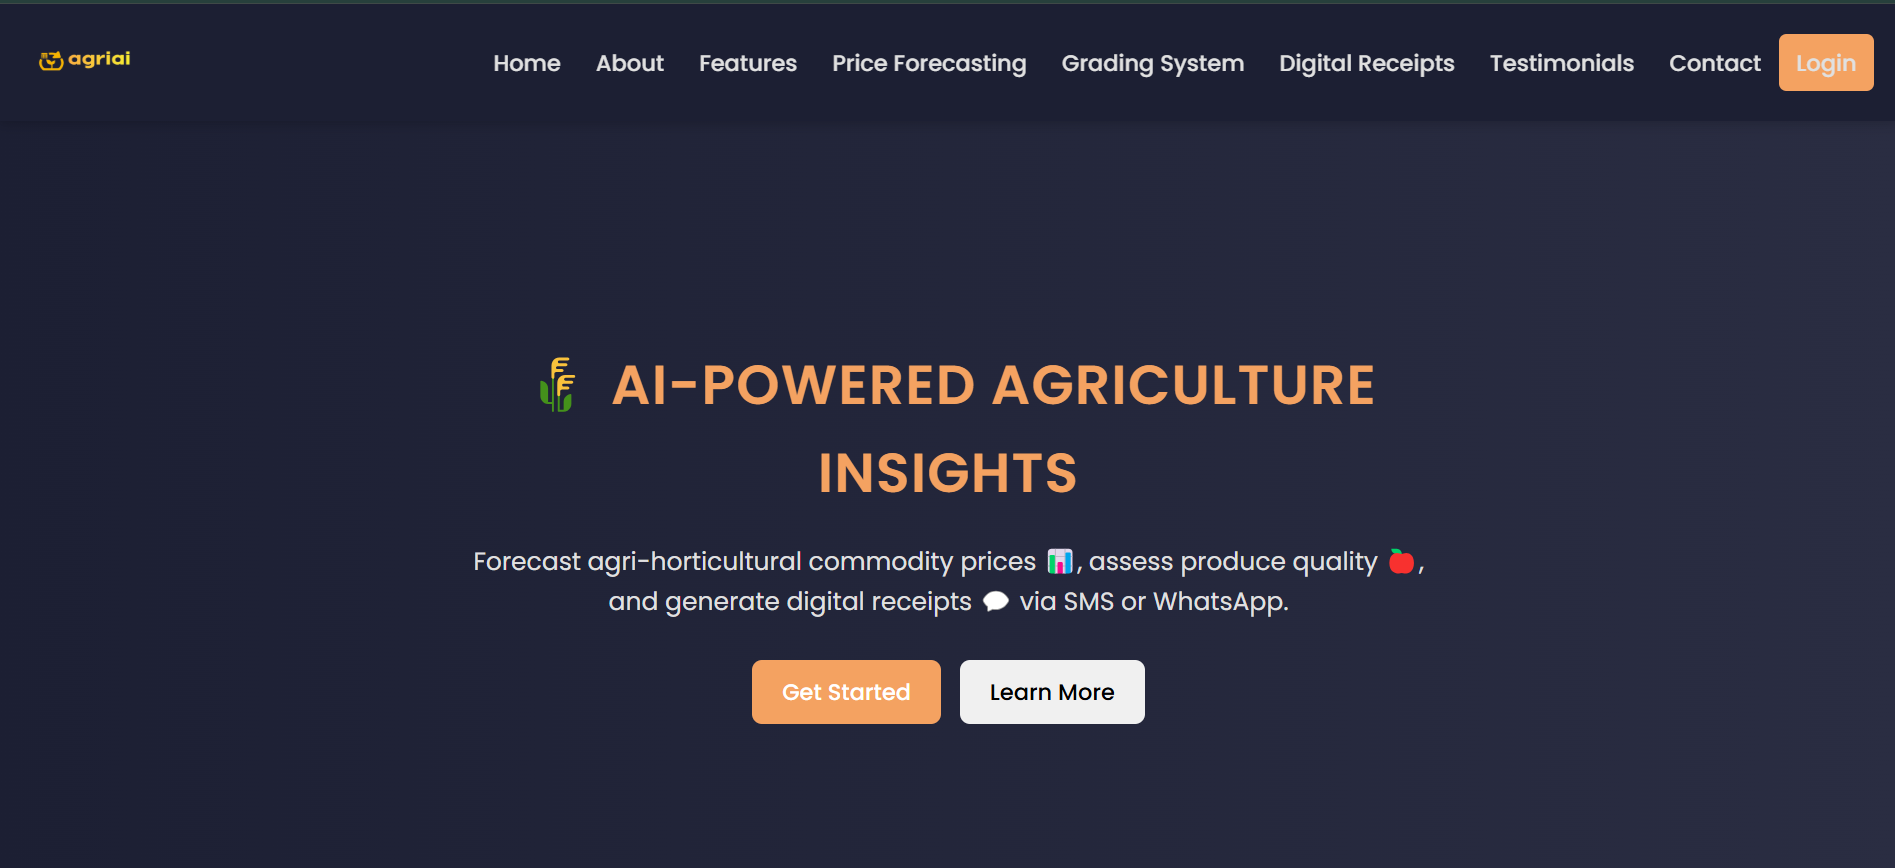 agriai
Home About Features Price Forecasting Grading System Digital Receipts Testimonials Contact Login
🌾 AI-POWERED AGRICULTURE
INSIGHTS
Forecast agri-horticultural commodity prices 📊, assess produce quality 🍎,
and generate digital receipts 💬 via SMS or WhatsApp.
Get Started Learn More